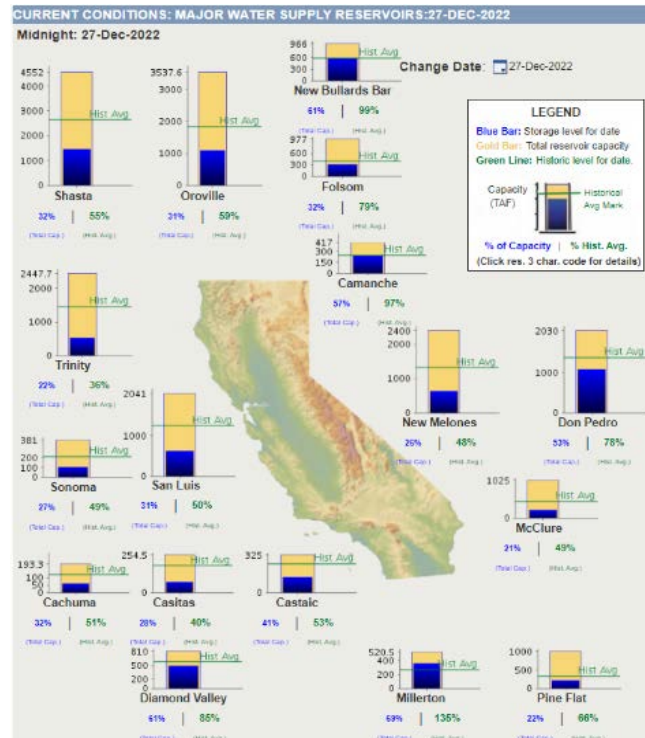 CURRENT CONDITIONS: MAJOR WATER SUPPLY RESERVOIRS:27-DEC-2022
Midnight: 27-Dec-2022
Change Date: 27-Dec-2022
966
600
300
0
Hist Avg
New Bullards Bar
61% | 99%
(Total Cap.) (Hist. Avg.)
4552
4000
3000
2000
1000
0
Hist Avg
Shasta
32% | 55%
(Total Cap.) (Hist. Avg.)
3537.6
3000
2000
1000
0
Hist Avg
Oroville
31% | 59%
(Total Cap.) (Hist. Avg.)
LEGEND
Blue Bar: Storage level for date
Gold Bar: Total reservoir capacity
Green Line: Historic level for date.
Capacity
(TAF)
Historical
Avg Mark.
% of Capacity | % Hist. Avg.
(Click res. 3 char. code for details)
977
600
300
0
Hist Avg
Folsom
32% | 79%
(Total Cap.) (Hist. Avg.)
417
300
150
0
Hist Avg
Camanche
57% | 97%
(Total Cap.) (Hist. Avg.)
2447.7
2000
1000
0
Hist Avg
Trinity
22% | 36%
(Total Cap.) (Hist. Avg.)
2400
2000
1000
0
Hist Avg
New Melones
26% | 48%
(Total Cap.) (Hist. Avg.)
2030
1000
0
Hist Avg
Don Pedro
53% | 78%
(Total Cap.) (Hist. Avg.)
381
200
100
0
Hist Avg
Sonoma
27% | 49%
(Total Cap.) (Hist. Avg.)
2041
1000
0
Hist Avg
San Luis
31% | 50%
(Total Cap.) (Hist. Avg.)
1025
0
Hist Avg
McClure
21% | 49%
(Total Cap.) (Hist. Avg.)
193.3
100
50
0
Hist Avg
Cachuma
32% | 51%
(Total Cap.) (Hist. Avg.)
254.5
0
Hist Avg
Casitas
28% | 40%
(Total Cap.) (Hist. Avg.)
325
0
Hist Avg
Castaic
41% | 53%
(Total Cap.) (Hist. Avg.)
810
500
200
0
Hist Avg
Diamond Valley
61% | 85%
(Total Cap.) (Hist. Avg.)
520.5
400
200
0
Hist Avg
Millerton
69% | 135%
(Total Cap.) (Hist. Avg.)
1000
500
0
Hist Avg
Pine Flat
22% | 66%
(Total Cap.) (Hist. Avg.)